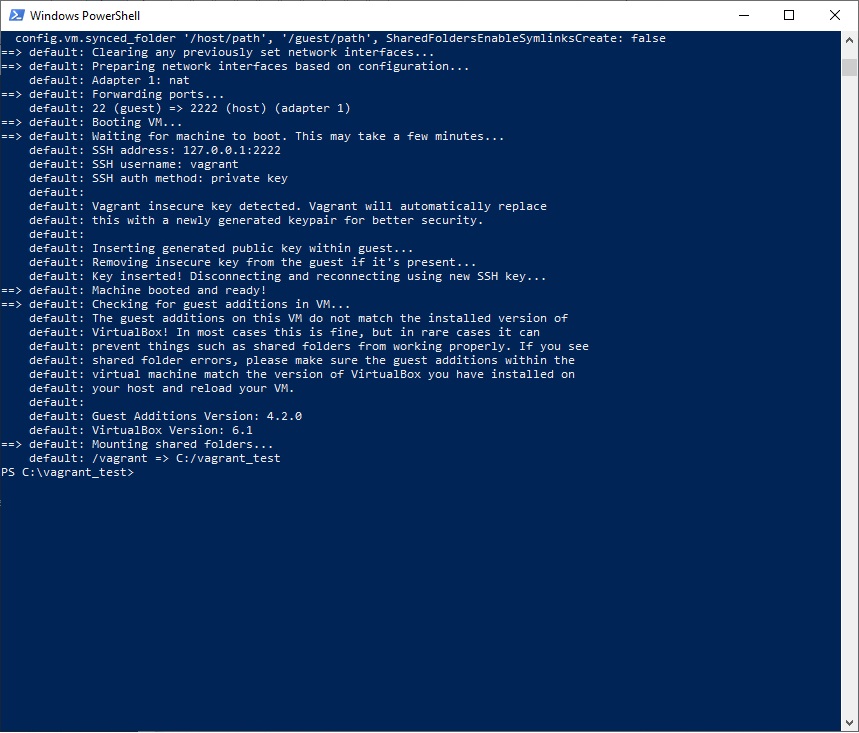 Windows PowerShell
config.vm.synced_folder '/host/path', '/guest/path', SharedFoldersEnableSymlinksCreate: false
==> default: Clearing any previously set network interfaces...
==> default: Preparing network interfaces based on configuration...
default: Adapter 1: nat
==> default: Forwarding ports...
default: 22 (guest) => 2222 (host) (adapter 1)
==> default: Booting VM...
==> default: Waiting for machine to boot. This may take a few minutes...
default: SSH address: 127.0.0.1:2222
default: SSH username: vagrant
default: SSH auth method: private key
default:
default: Vagrant insecure key detected. Vagrant will automatically replace
default: this with a newly generated keypair for better security.
default:
default: Inserting generated public key within guest...
default: Removing insecure key from the guest if it's present...
default: Key inserted! Disconnecting and reconnecting using new SSH key...
==> default: Machine booted and ready!
==> default: Checking for guest additions in VM...
default: The guest additions on this VM do not match the installed version of
default: VirtualBox! In most cases this is fine, but in rare cases it can
default: prevent things such as shared folders from working properly. If you see
default: shared folder errors, please make sure the guest additions within the
default: virtual machine match the version of VirtualBox you have installed on
default: your host and reload your VM.
default:
default: Guest Additions Version: 4.2.0
default: VirtualBox Version: 6.1
==> default: Mounting shared folders...
default: /vagrant => C:/vagrant_test
PS C:\vagrant_test>